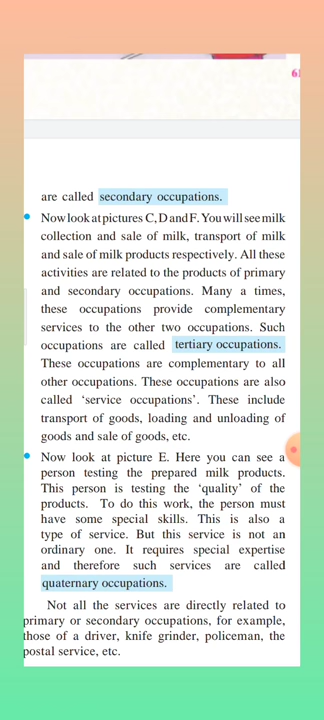 61
are called secondary occupations.
Now look at pictures C, D and F. You will see milk
collection and sale of milk, transport of milk
and sale of milk products respectively. All these
activities are related to the products of primary
and secondary occupations. Many a times,
these occupations provide complementary
services to the other two occupations. Such
occupations are called tertiary occupations.
These occupations are complementary to all
other occupations. These occupations are also
called ‘service occupations’. These include
transport of goods, loading and unloading of
goods and sale of goods, etc.
Now look at picture E. Here you can see a
person testing the prepared milk products.
This person is testing the ‘quality’ of the
products. To do this work, the person must
have some special skills. This is also a
type of service. But this service is not an
ordinary one. It requires special expertise
and therefore such services are called
quaternary occupations.
Not all the services are directly related to
primary or secondary occupations, for example,
those of a driver, knife grinder, policeman, the
postal service, etc.